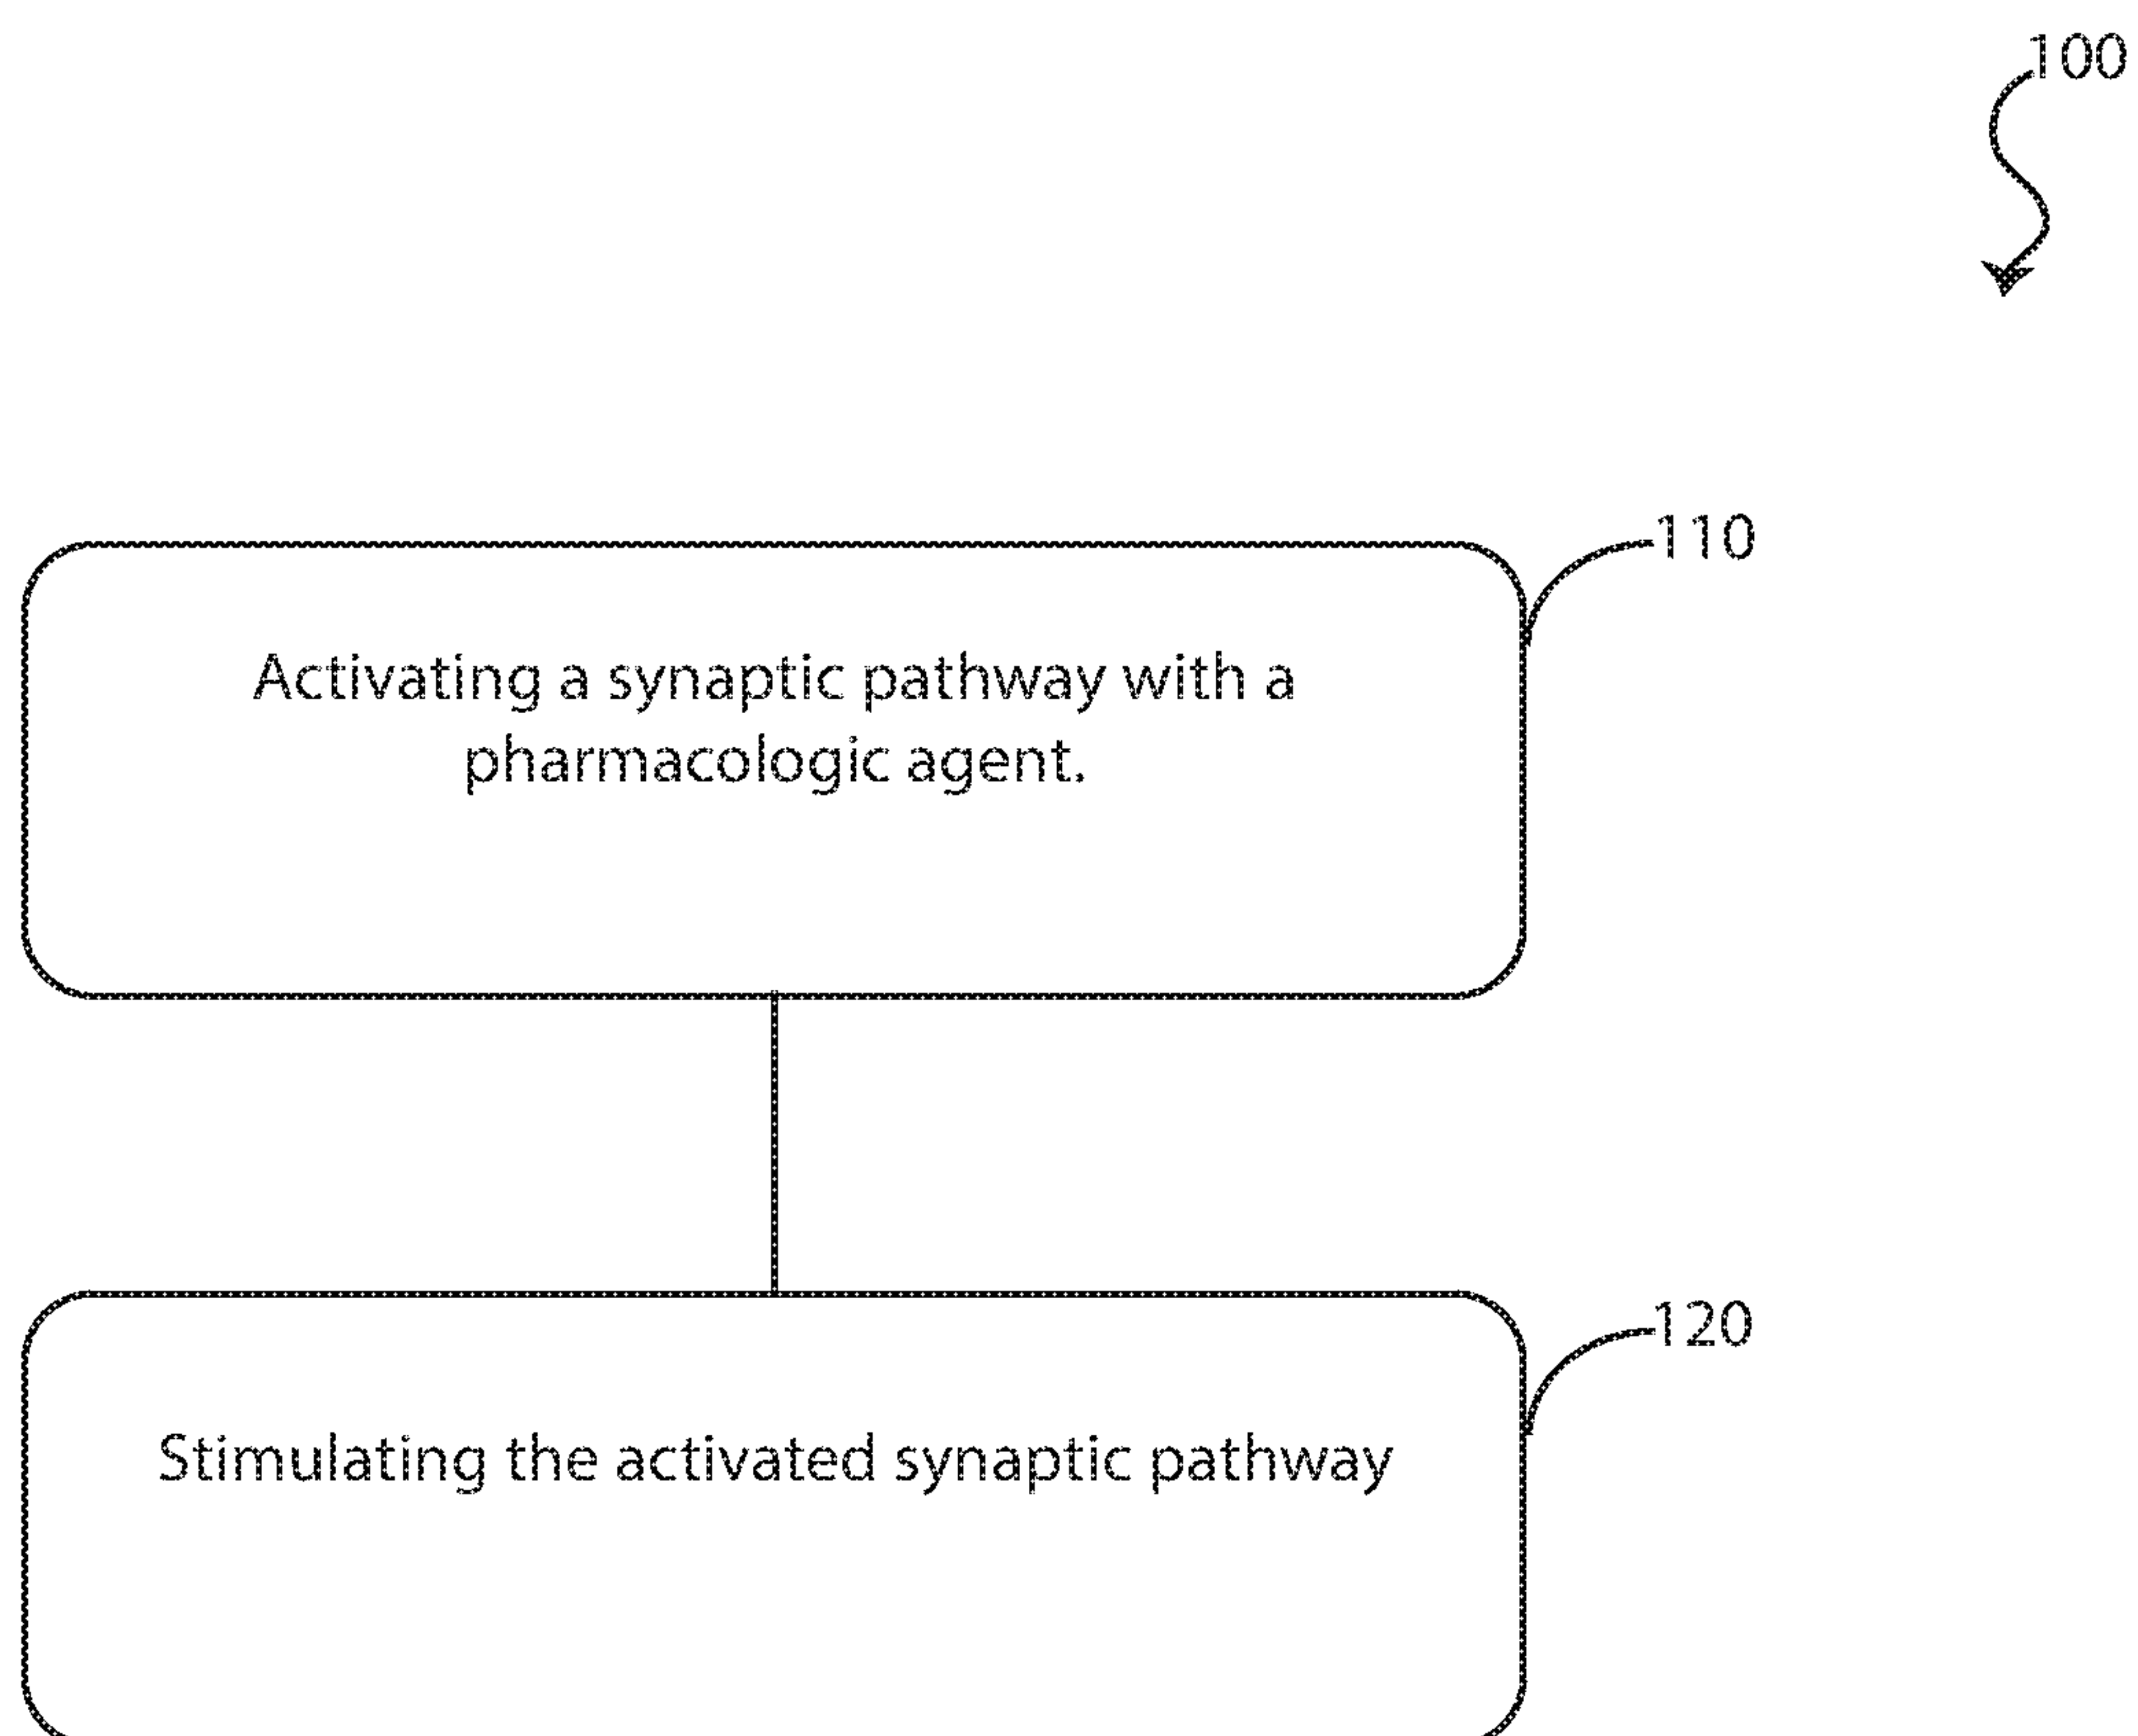 100
110
Activating a synaptic pathway with a
pharmacologic agent.
120
Stimulating the activated synaptic pathway